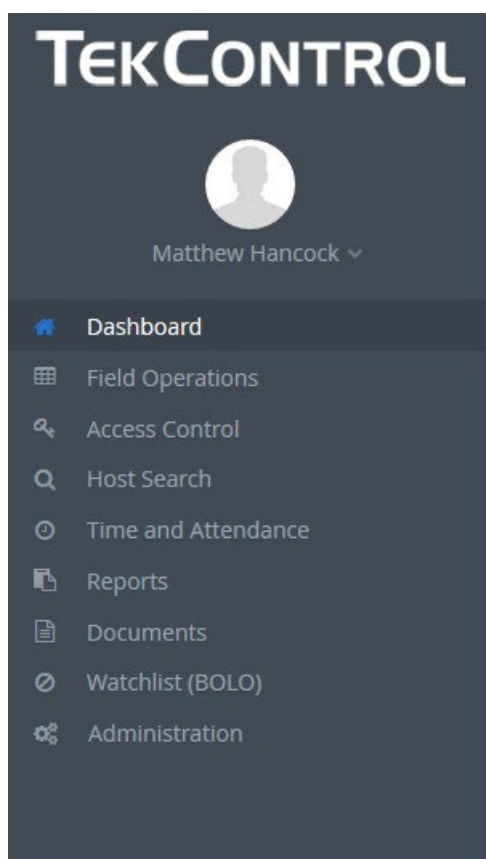 TEKCONTROL
Matthew Hancock
Dashboard
Field Operations
Access Control
Host Search
Time and Attendance
Reports
Documents
Watchlist (BOLO)
Administration